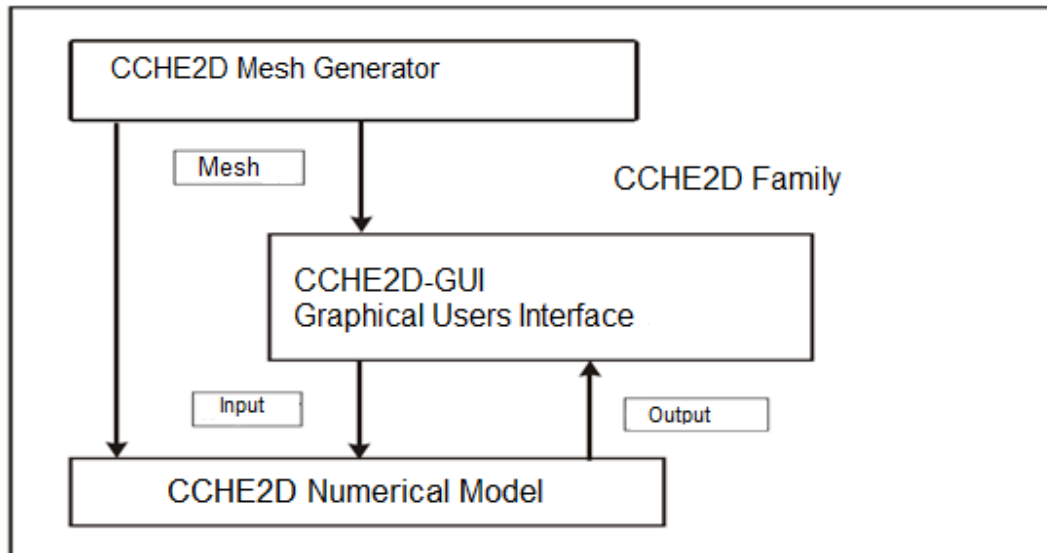 CCHE2D Mesh Generator
Mesh
CCHE2D Family
CCHE2D-GUI
Graphical Users Interface
Input
Output
CCHE2D Numerical Model